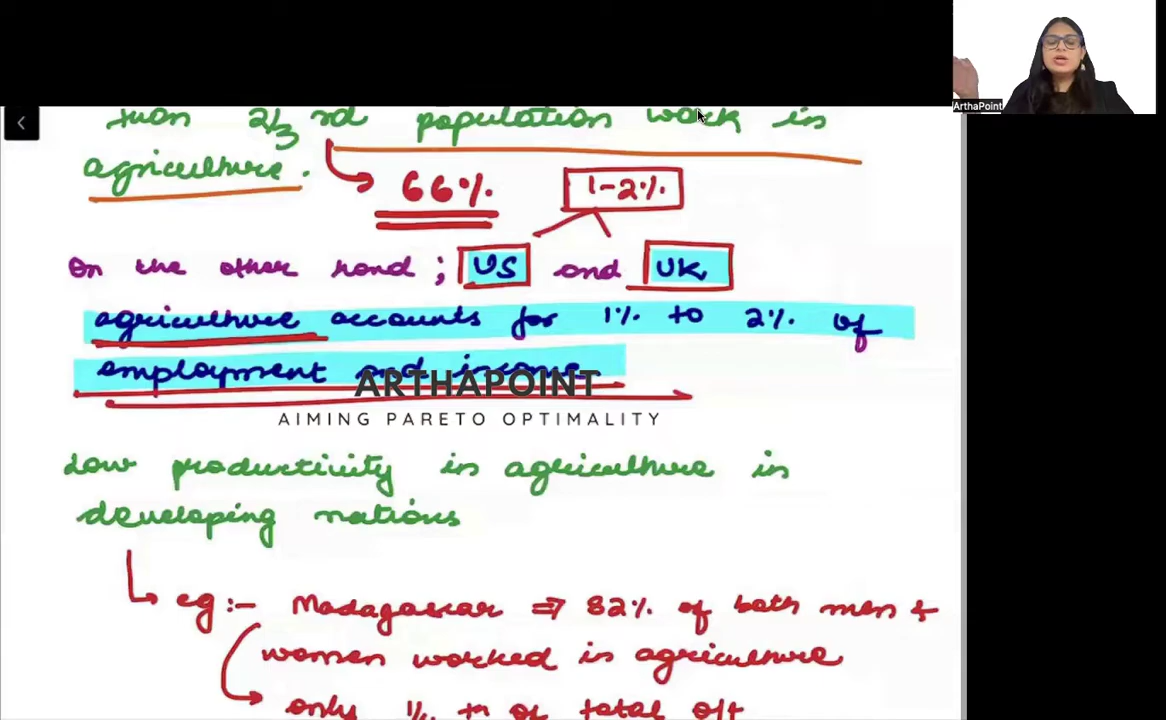 ArthaPoint
than 2/3 rd population work in
agriculture.
66%
1-2%
On the other hand; US and UK
agriculture accounts for 1% to 2% of
employment and income
ARTHAPOINT
AIMING PARETO OPTIMALITY
Low productivity in agriculture in
developing nations
eg:- Madagascar ⇒ 82% of both men &
women worked in agriculture
only of total o/t